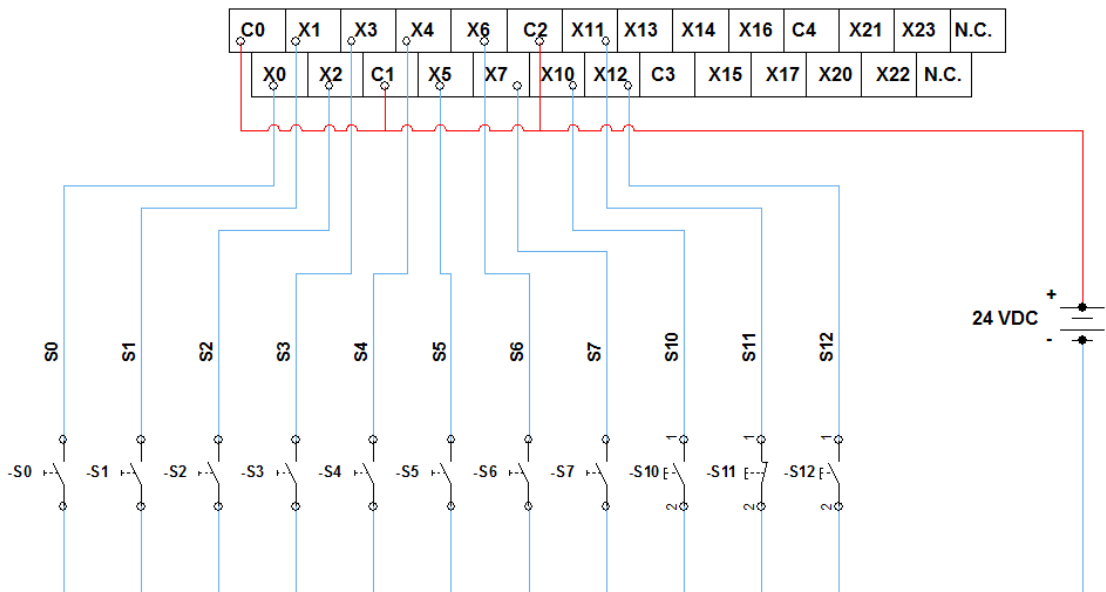 C0 X1 X3 X4 X6 C2 X11 X13 X14 X16 C4 X21 X23 N.C.
X0 X2 C1 X5 X7 X10 X12 C3 X15 X17 X20 X22 N.C.
+
24 VDC
-
S0 S1 S2 S3 S4 S5 S6 S7 S10 S11 S12
1 1 1
-S0 -S1 -S2 -S3 -S4 -S5 -S6 -S7 -S10 -S11 -S12
2 2 2